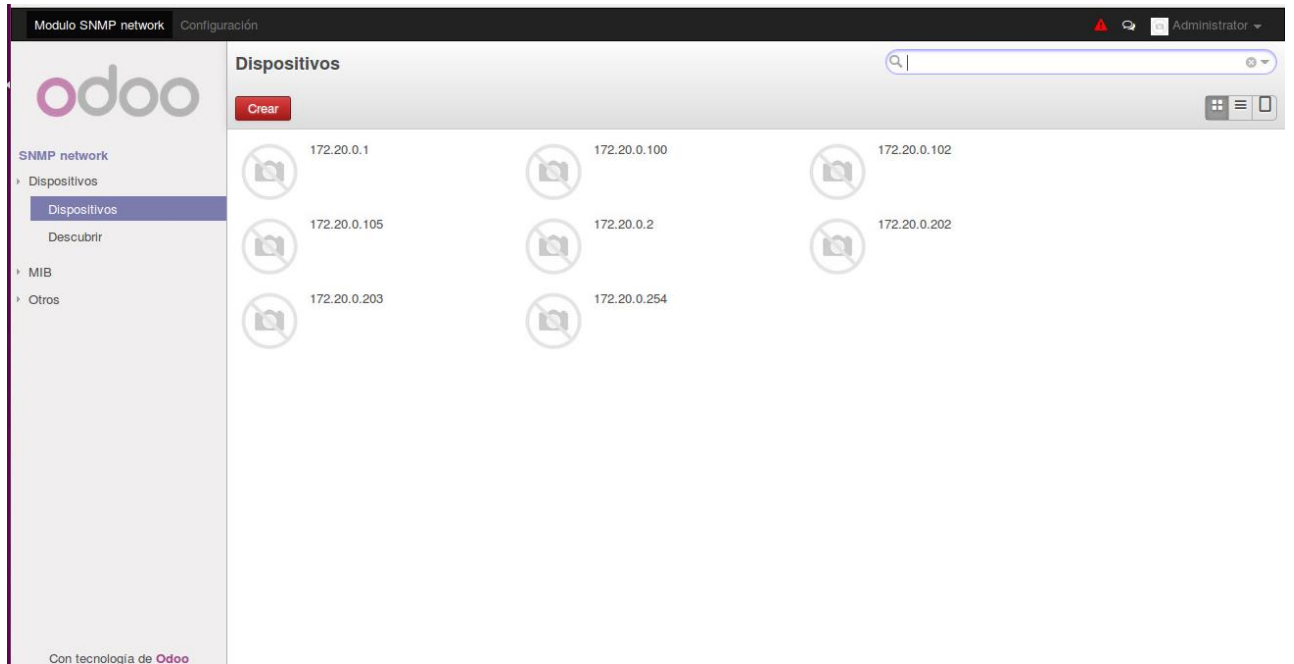 Modulo SNMP network Configuración Administrator
odoo
SNMP network
Dispositivos
Dispositivos
Descubrir
MIB
Otros
Con tecnología de Odoo
Dispositivos
Crear
172.20.0.1 172.20.0.100 172.20.0.102
172.20.0.105 172.20.0.2 172.20.0.202
172.20.0.203 172.20.0.254